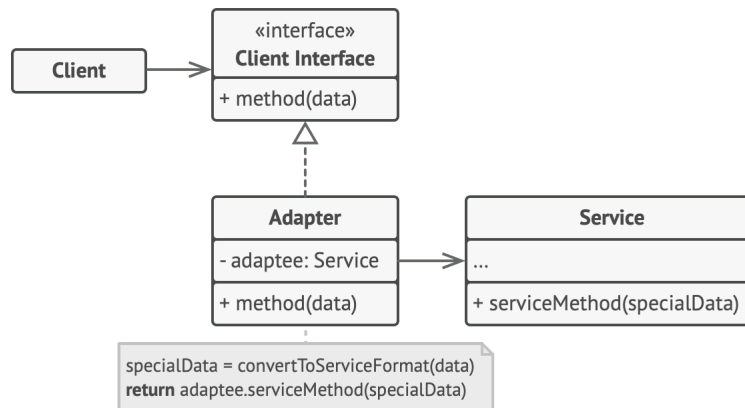 «interface»
Client Interface
Client
+ method(data)
Adapter
- adaptee: Service
+ method(data)
Service
...
+ serviceMethod(specialData)
specialData = convertToServiceFormat(data)
return adaptee.serviceMethod(specialData)